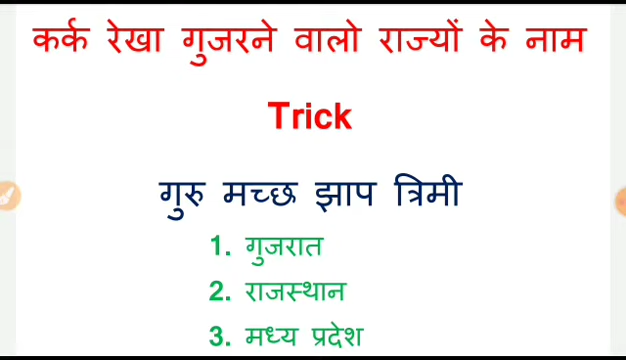 कर्क रेखा गुजरने वालो राज्यों के नाम
Trick
गुरु मच्छ झाप त्रिमी
1. गुजरात
2. राजस्थान
3. मध्य प्रदेश